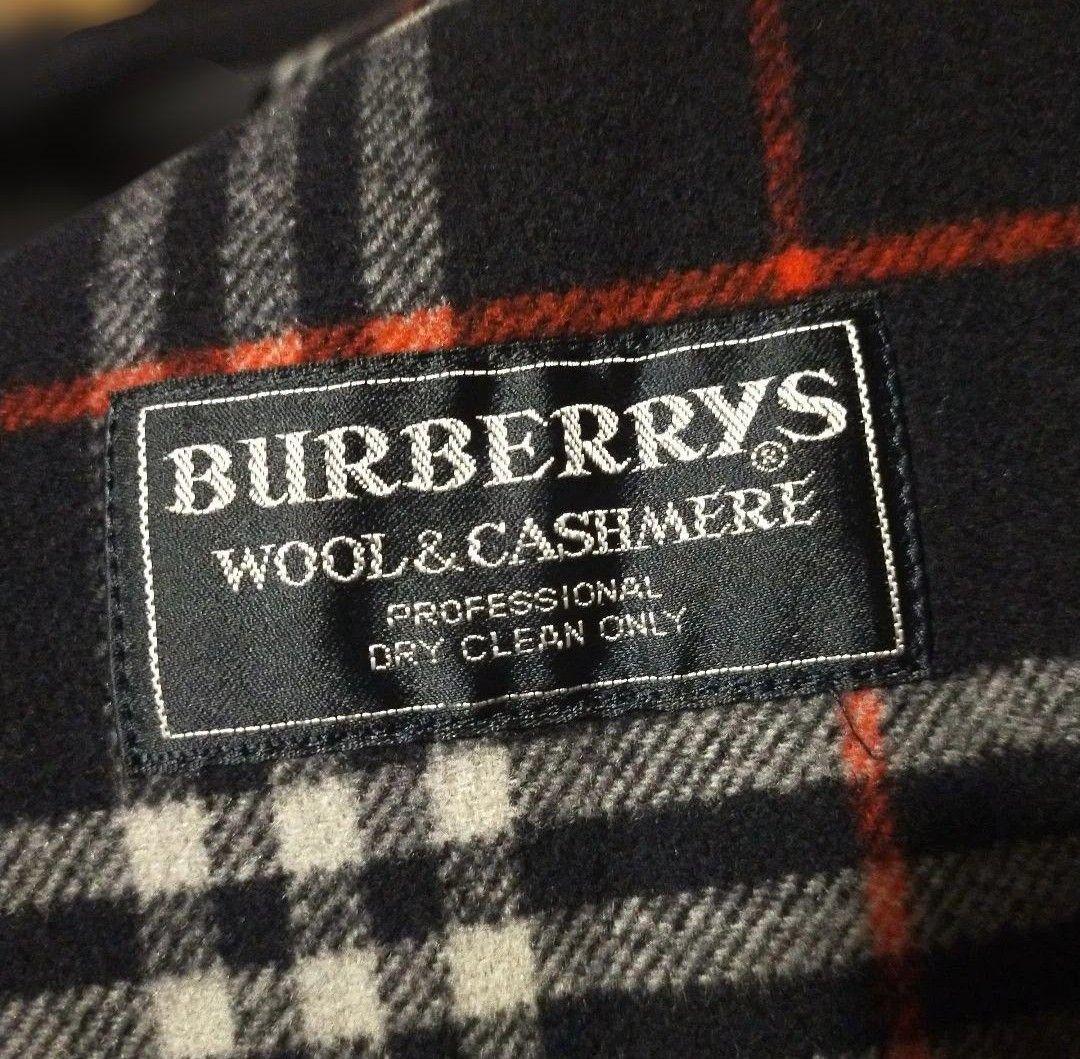 BURBERRYS®
WOOL & CASHMERE
PROFESSIONAL
DRY CLEAN ONLY